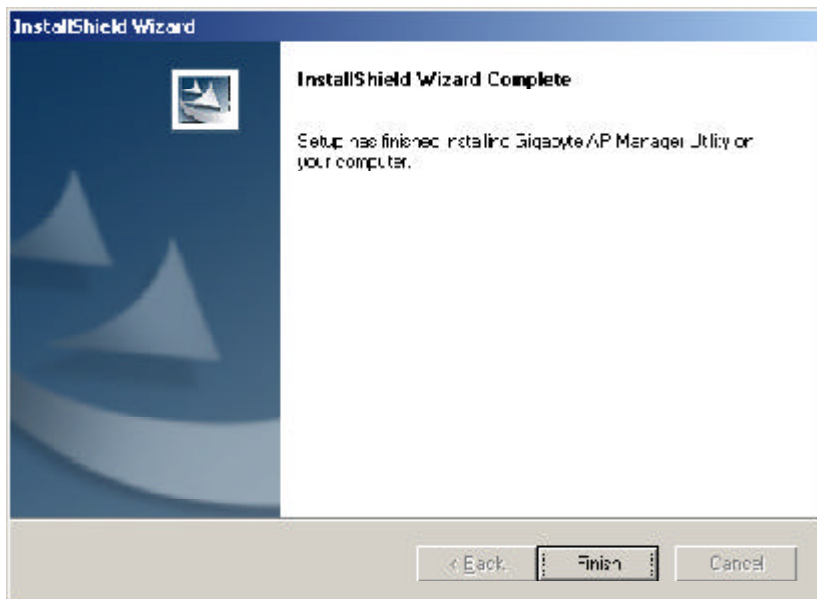 InstallShield Wizard
InstallShield Wizard Complete
Setup has finished installing Gigabyte AP Manager Utility on
your computer.
< Back
Finish
Cancel